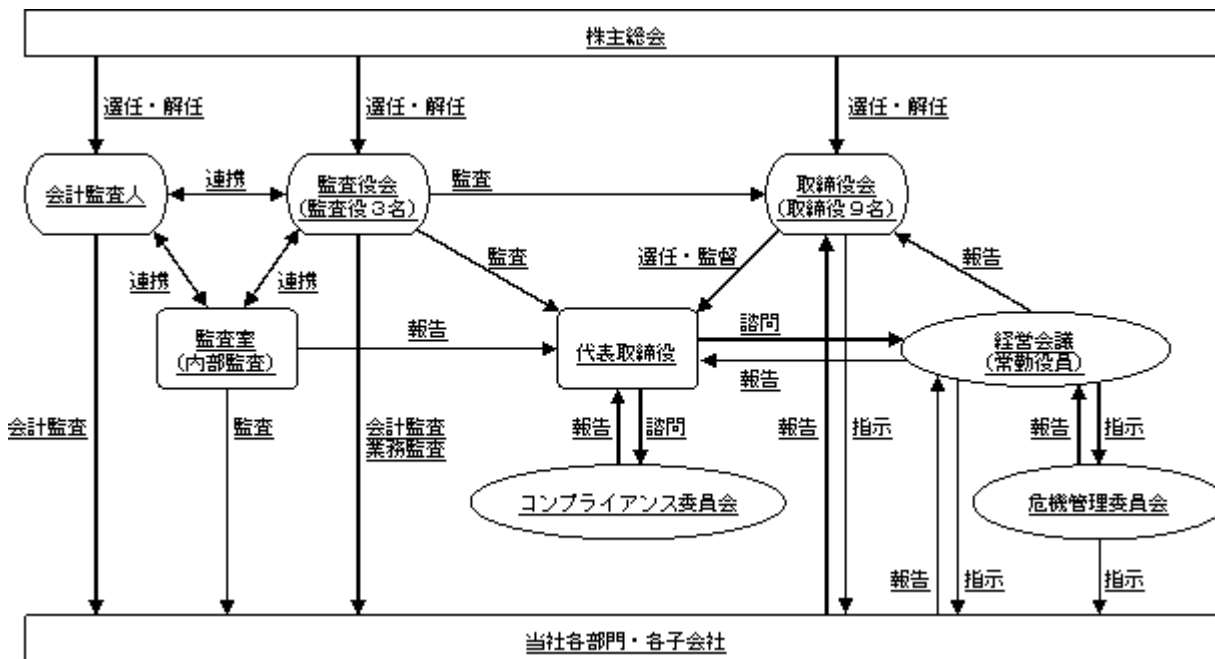 株主総会
選任・解任
選任・解任
選任・解任
会計監査人
連携
監査役会
(監査役３名)
監査
取締役会
(取締役９名)
連携
連携
監査
選任・監督
報告
監査室
(内部監査)
報告
代表取締役
諮問
報告
経営会議
(常勤役員)
会計監査
監査
会計監査
業務監査
報告
諮問
報告
指示
報告
指示
コンプライアンス委員会
危機管理委員会
報告
指示
指示
当社各部門・各子会社